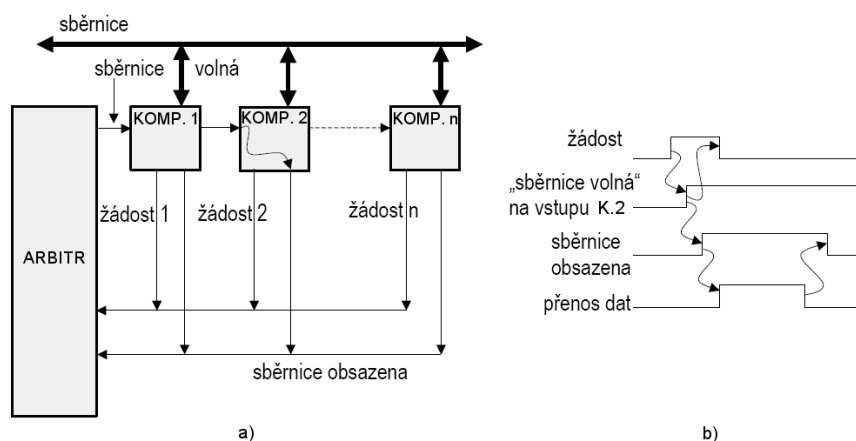 sběrnice
sběrnice volná
KOMP. 1
KOMP. 2
KOMP. n
žádost 1
žádost 2
žádost n
ARBITR
sběrnice obsazena
a)
žádost
„sběrnice volná“
na vstupu K.2
sběrnice
obsazena
přenos dat
b)